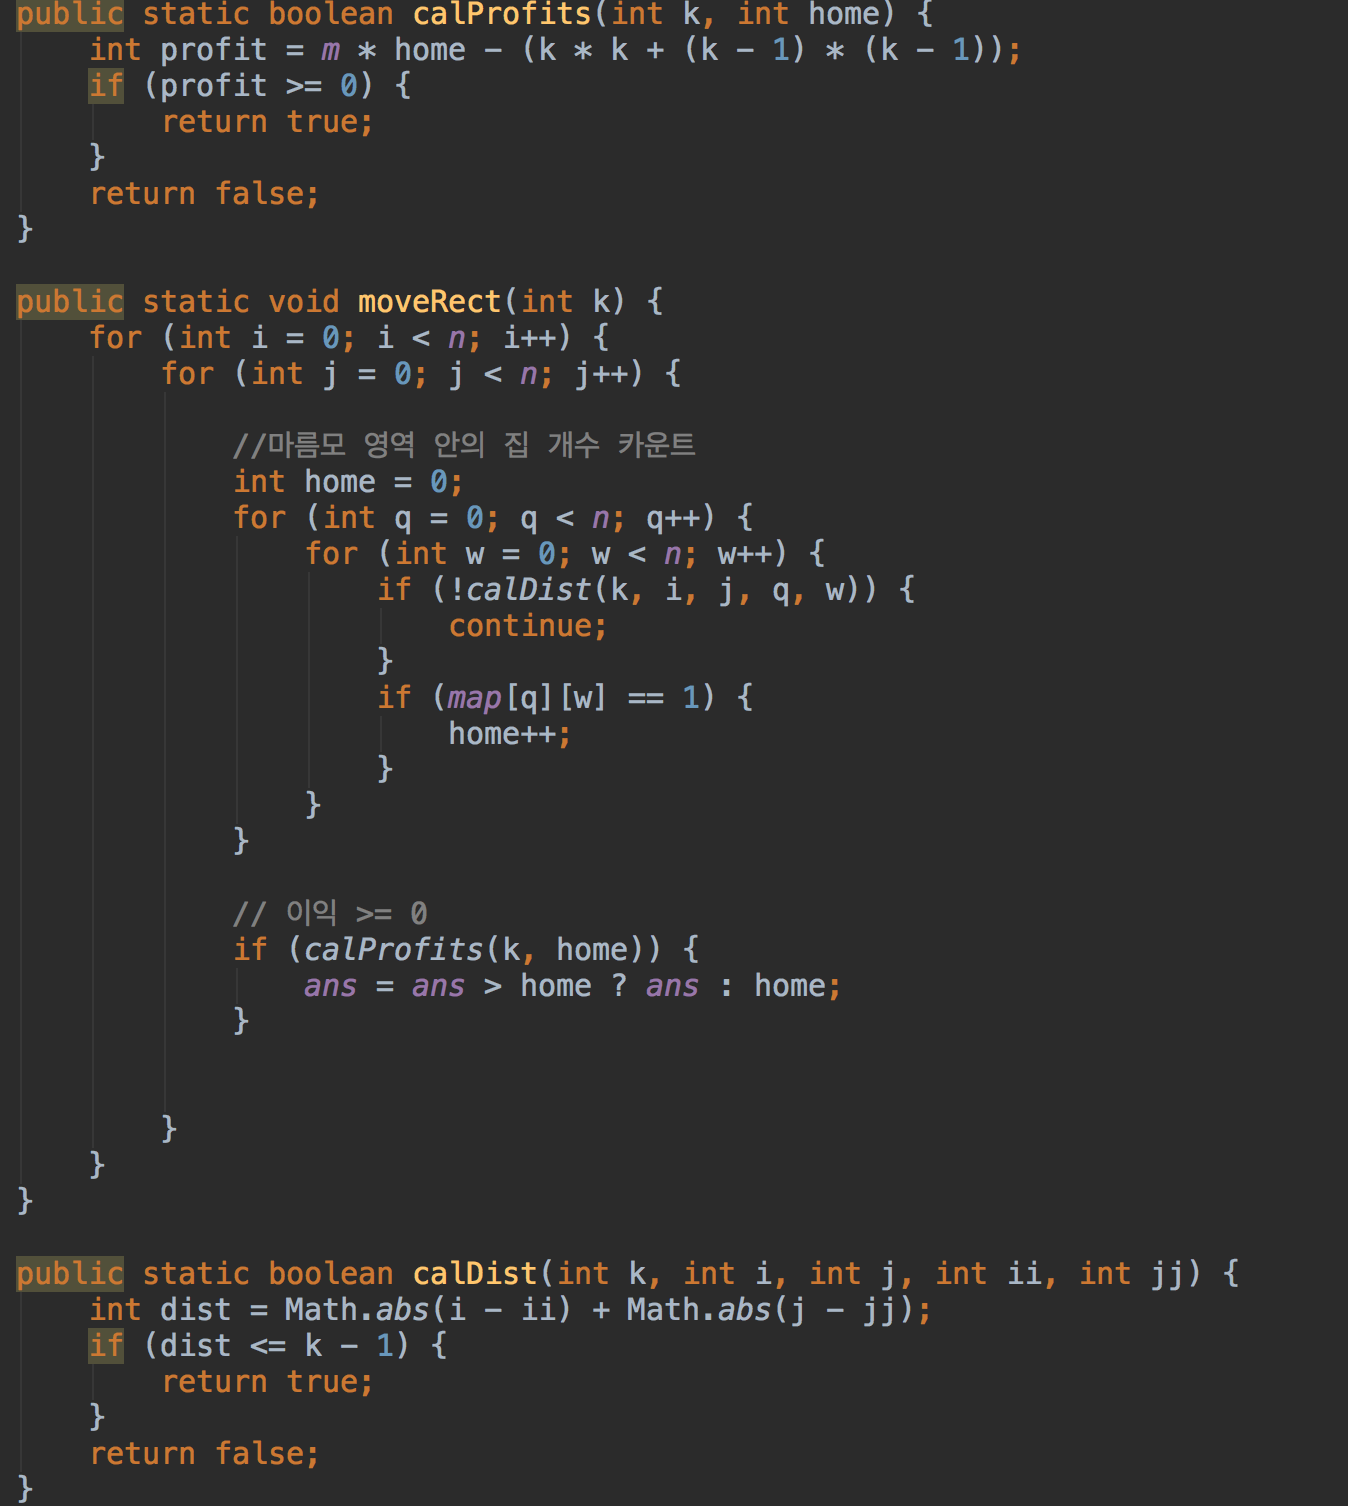 public static boolean calProfits(int k, int home) {
    int profit = m * home - (k * k + (k - 1) * (k - 1));
    if (profit >= 0) {
        return true;
    }
    return false;
}

public static void moveRect(int k) {
    for (int i = 0; i < n; i++) {
        for (int j = 0; j < n; j++) {

            //마름모 영역 안의 집 개수 카운트
            int home = 0;
            for (int q = 0; q < n; q++) {
                for (int w = 0; w < n; w++) {
                    if (!calDist(k, i, j, q, w)) {
                        continue;
                    }
                    if (map[q][w] == 1) {
                        home++;
                    }
                }
            }

            // 이익 >= 0
            if (calProfits(k, home)) {
                ans = ans > home ? ans : home;
            }


        }
    }
}

public static boolean calDist(int k, int i, int j, int ii, int jj) {
    int dist = Math.abs(i - ii) + Math.abs(j - jj);
    if (dist <= k - 1) {
        return true;
    }
    return false;
}